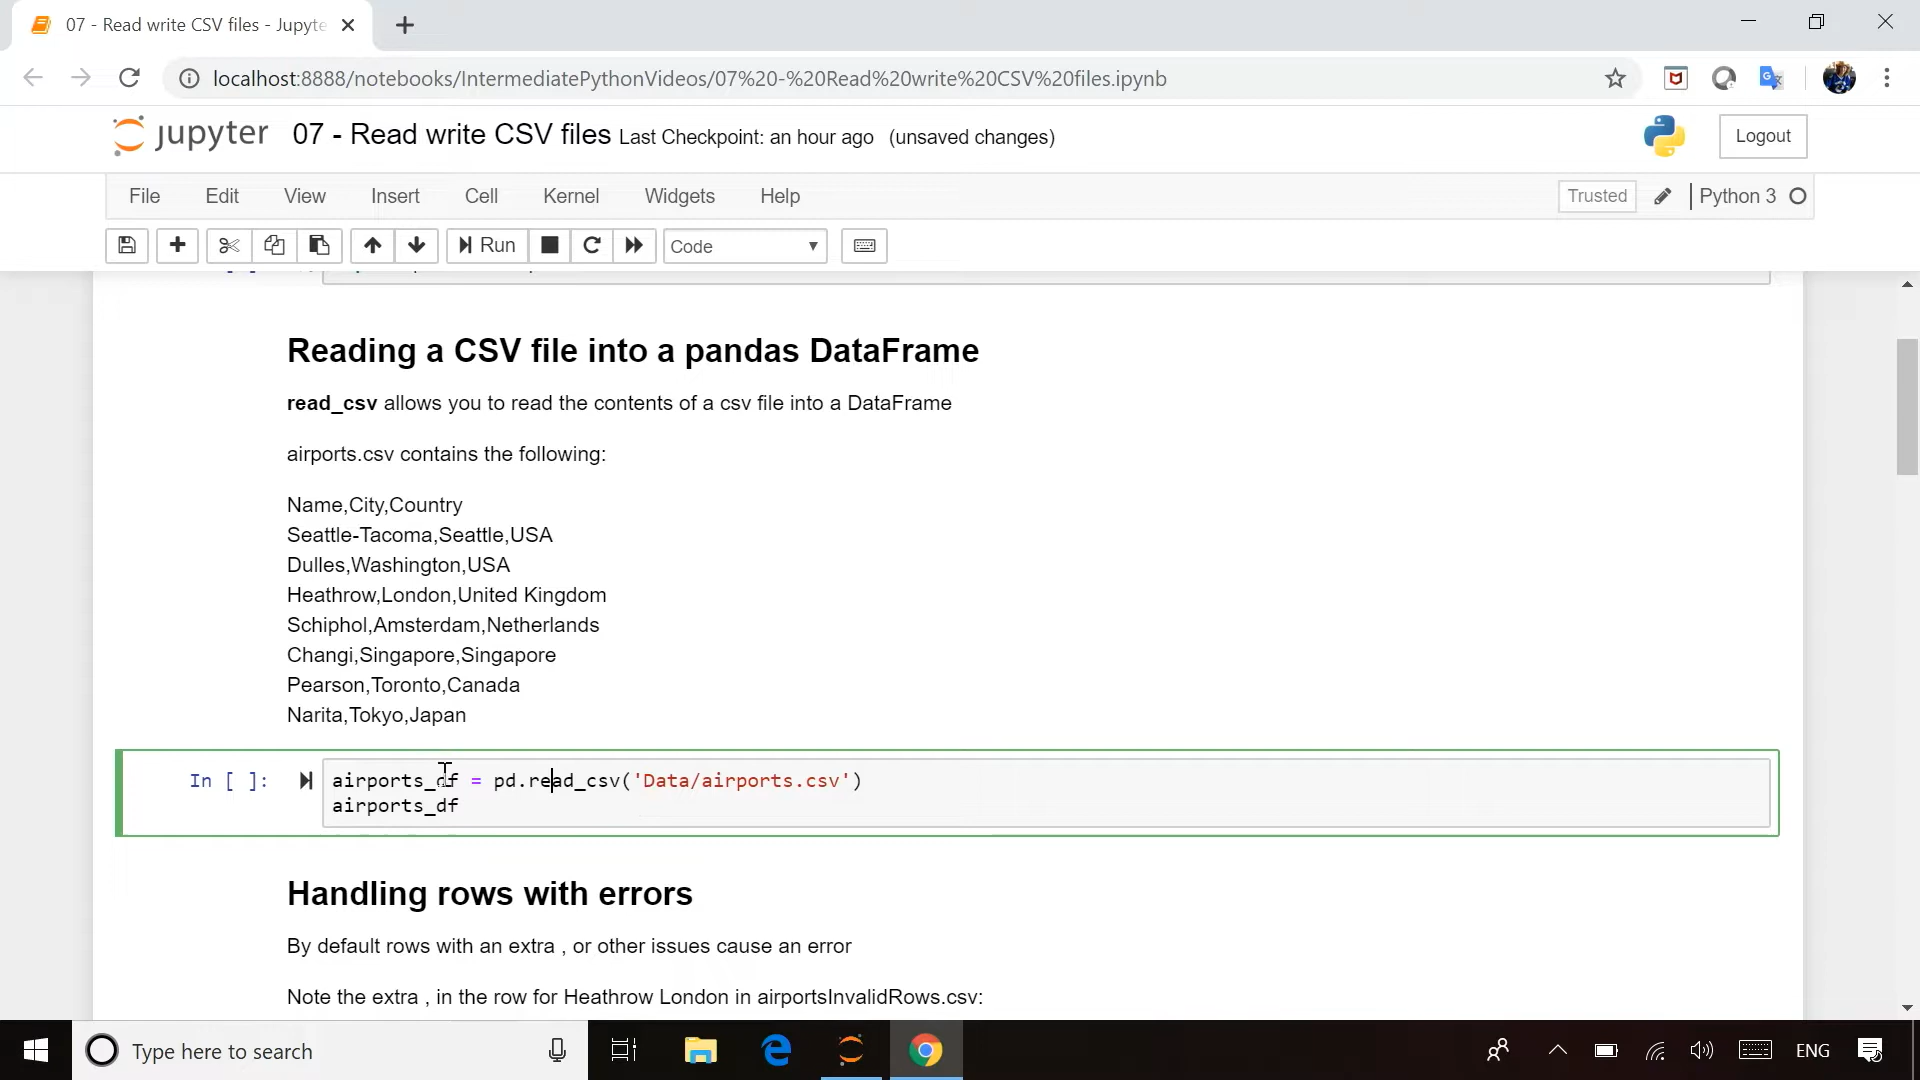 07 - Read write CSV files - Jupyte
localhost:8888/notebooks/IntermediatePythonVideos/07%20-%20Read%20write%20CSV%20files.ipynb
jupyter 07 - Read write CSV files Last Checkpoint: an hour ago (unsaved changes)
Logout
File Edit View Insert Cell Kernel Widgets Help
Trusted
Python 3
Run
Code
Reading a CSV file into a pandas DataFrame
read_csv allows you to read the contents of a csv file into a DataFrame
airports.csv contains the following:
Name,City,Country
Seattle-Tacoma,Seattle,USA
Dulles,Washington,USA
Heathrow,London,United Kingdom
Schiphol,Amsterdam,Netherlands
Changi,Singapore,Singapore
Pearson,Toronto,Canada
Narita,Tokyo,Japan
In [ ]: airports_df = pd.read_csv('Data/airports.csv')
airports_df
Handling rows with errors
By default rows with an extra , or other issues cause an error
Note the extra , in the row for Heathrow London in airportsInvalidRows.csv:
Type here to search
ENG